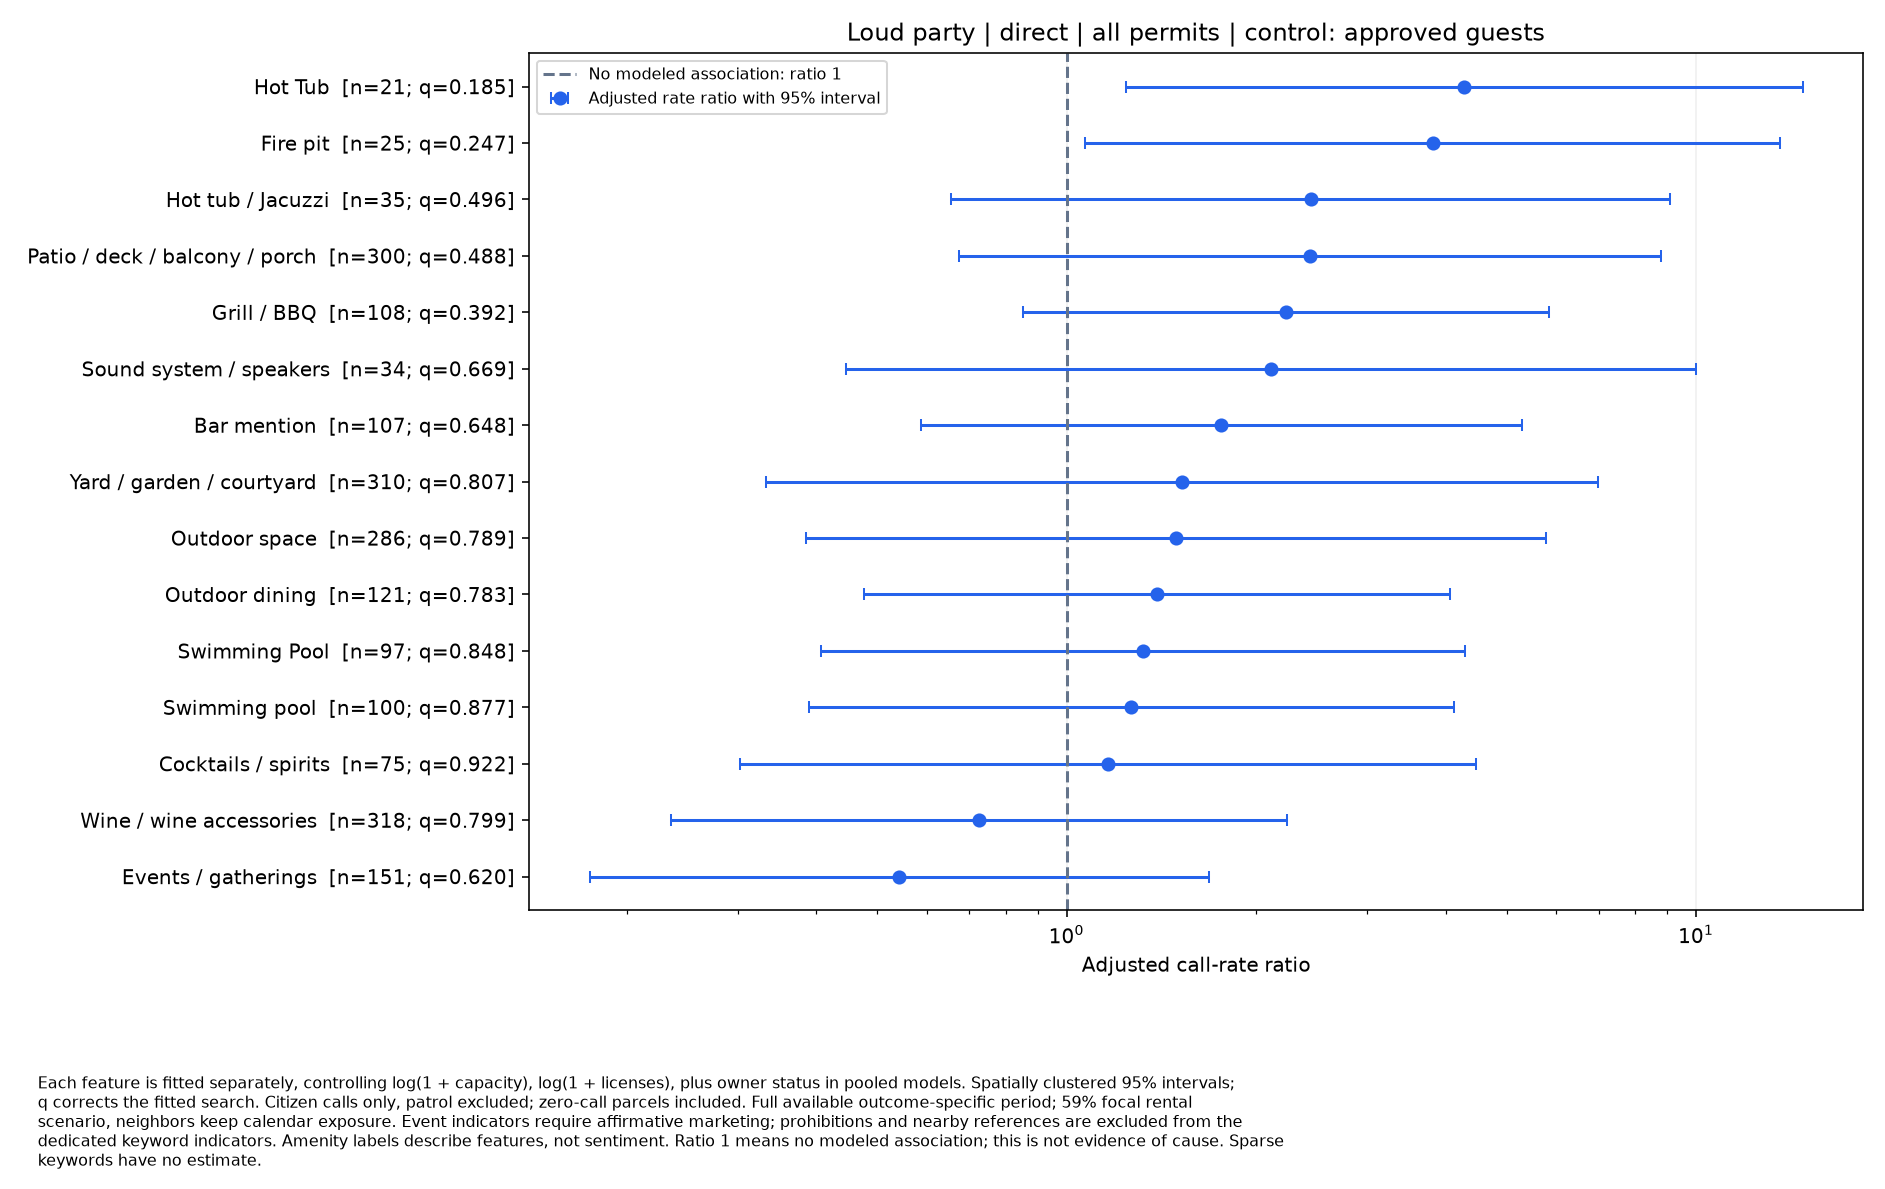 Loud party | direct | all permits | control: approved guests
No modeled association: ratio 1
Adjusted rate ratio with 95% interval
Hot Tub [n=21; q=0.185]
Fire pit [n=25; q=0.247]
Hot tub / Jacuzzi [n=35; q=0.496]
Patio / deck / balcony / porch [n=300; q=0.488]
Grill / BBQ [n=108; q=0.392]
Sound system / speakers [n=34; q=0.669]
Bar mention [n=107; q=0.648]
Yard / garden / courtyard [n=310; q=0.807]
Outdoor space [n=286; q=0.789]
Outdoor dining [n=121; q=0.783]
Swimming Pool [n=97; q=0.848]
Swimming pool [n=100; q=0.877]
Cocktails / spirits [n=75; q=0.922]
Wine / wine accessories [n=318; q=0.799]
Events / gatherings [n=151; q=0.620]
10⁰ 10¹
Adjusted call-rate ratio
Each feature is fitted separately, controlling log(1 + capacity), log(1 + licenses), plus owner status in pooled models. Spatially clustered 95% intervals;
q corrects the fitted search. Citizen calls only, patrol excluded; zero-call parcels included. Full available outcome-specific period; 59% focal rental
scenario, neighbors keep calendar exposure. Event indicators require affirmative marketing; prohibitions and nearby references are excluded from the
dedicated keyword indicators. Amenity labels describe features, not sentiment. Ratio 1 means no modeled association; this is not evidence of cause. Sparse
keywords have no estimate.